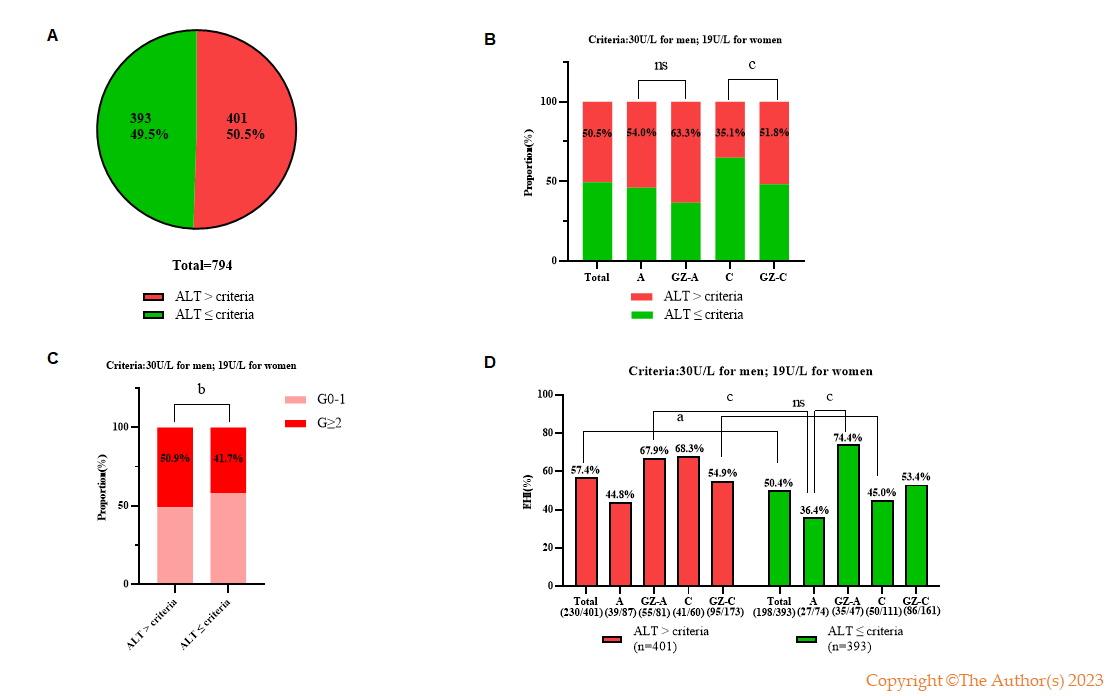 A
393
49.5%
401
50.5%
Total=794
ALT > criteria
ALT ≤ criteria
B
Criteria:30U/L for men; 19U/L for women
ns
c
Proportion(%)
100
50
0
50.5%
54.0%
63.3%
35.1%
51.8%
Total
A
GZ-A
C
GZ-C
ALT > criteria
ALT ≤ criteria
C
Criteria:30U/L for men; 19U/L for women
b
G0-1
G≥2
Proportion(%)
100
50
0
50.9%
41.7%
ALT > criteria
ALT ≤ criteria
D
Criteria:30U/L for men; 19U/L for women
EHI(%)
100
80
60
40
20
0
c
ns
c
a
57.4%
44.8%
67.9%
68.3%
54.9%
50.4%
36.4%
74.4%
45.0%
53.4%
Total
A
GZ-A
C
GZ-C
Total
A
GZ-A
C
GZ-C
(230/401)
(39/87)
(55/81)
(41/60)
(95/173)
(198/393)
(27/74)
(35/47)
(50/111)
(86/161)
ALT > criteria
(n=401)
ALT ≤ criteria
(n=393)
Copyright ©The Author(s) 2023